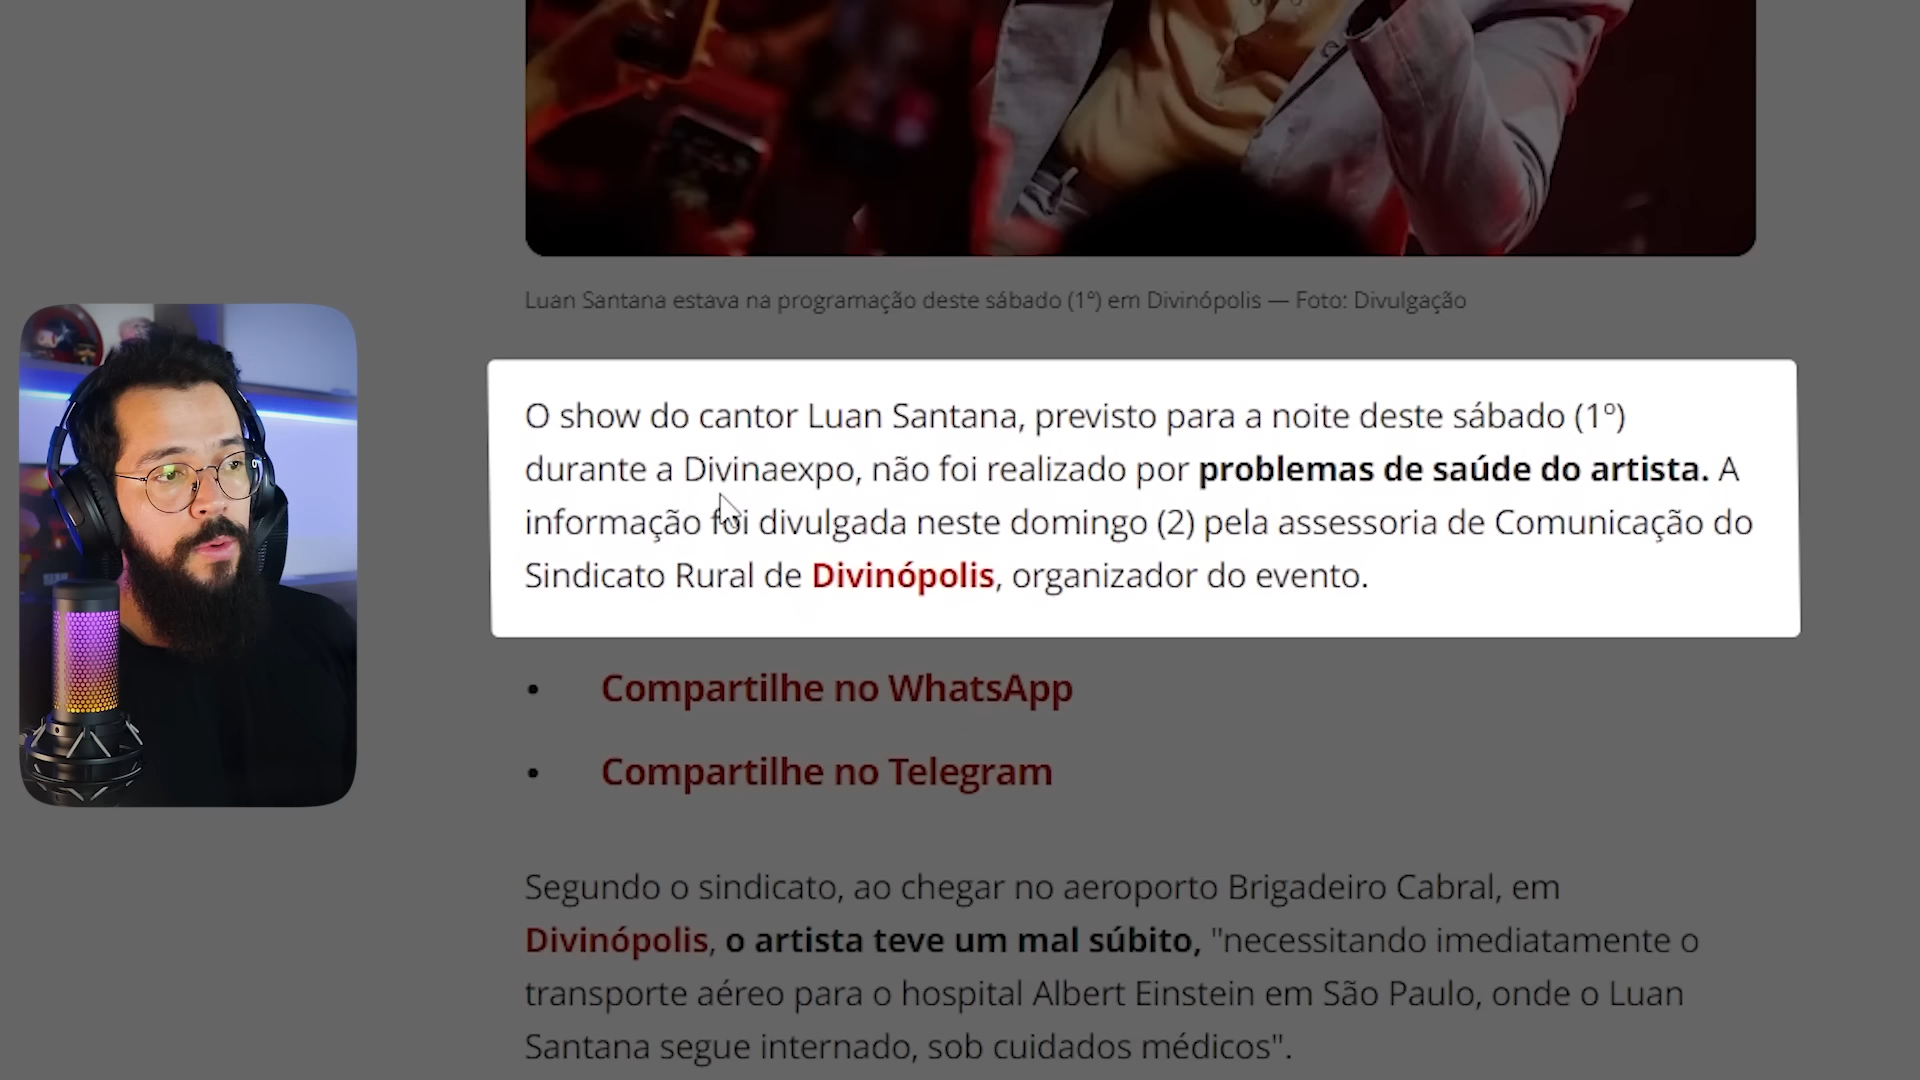 Luan Santana estava na programação deste sábado (1º) em Divinópolis — Foto: Divulgação
O show do cantor Luan Santana, previsto para a noite deste sábado (1º)
durante a Divinaexpo, não foi realizado por problemas de saúde do artista. A
informação foi divulgada neste domingo (2) pela assessoria de Comunicação do
Sindicato Rural de Divinópolis, organizador do evento.
• Compartilhe no WhatsApp
• Compartilhe no Telegram
Segundo o sindicato, ao chegar no aeroporto Brigadeiro Cabral, em
Divinópolis, o artista teve um mal súbito, "necessitando imediatamente o
transporte aéreo para o hospital Albert Einstein em São Paulo, onde o Luan
Santana segue internado, sob cuidados médicos".